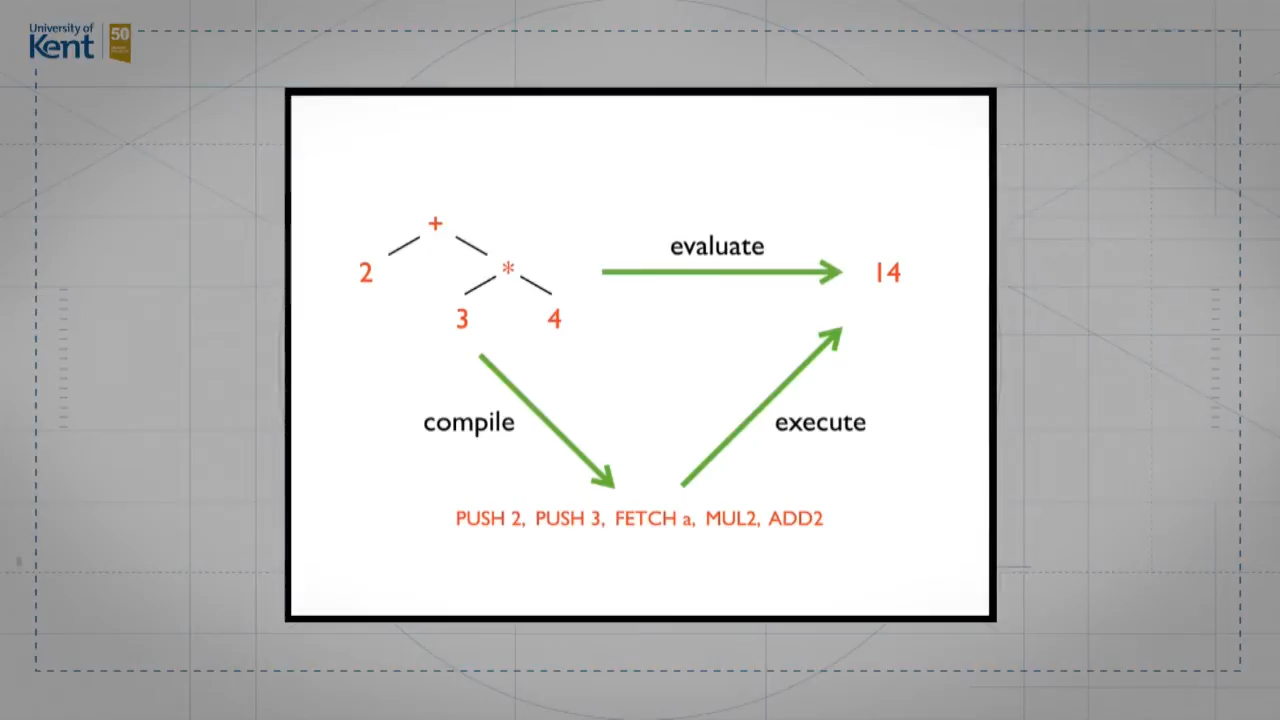 University of
Kent
50
+
2
*
evaluate
14
3
4
compile
execute
PUSH 2, PUSH 3, FETCH a, MUL2, ADD2